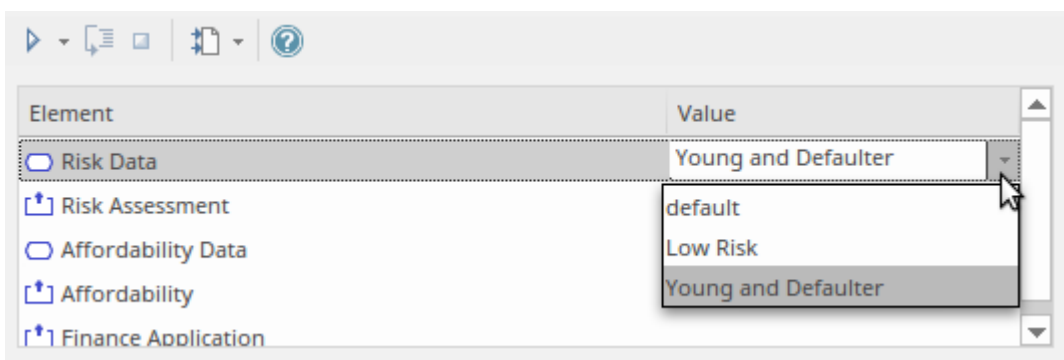 ?
Element Value
Risk Data Young and Defaulter
Risk Assessment default
Affordability Data Low Risk
Affordability Young and Defaulter
Finance Application